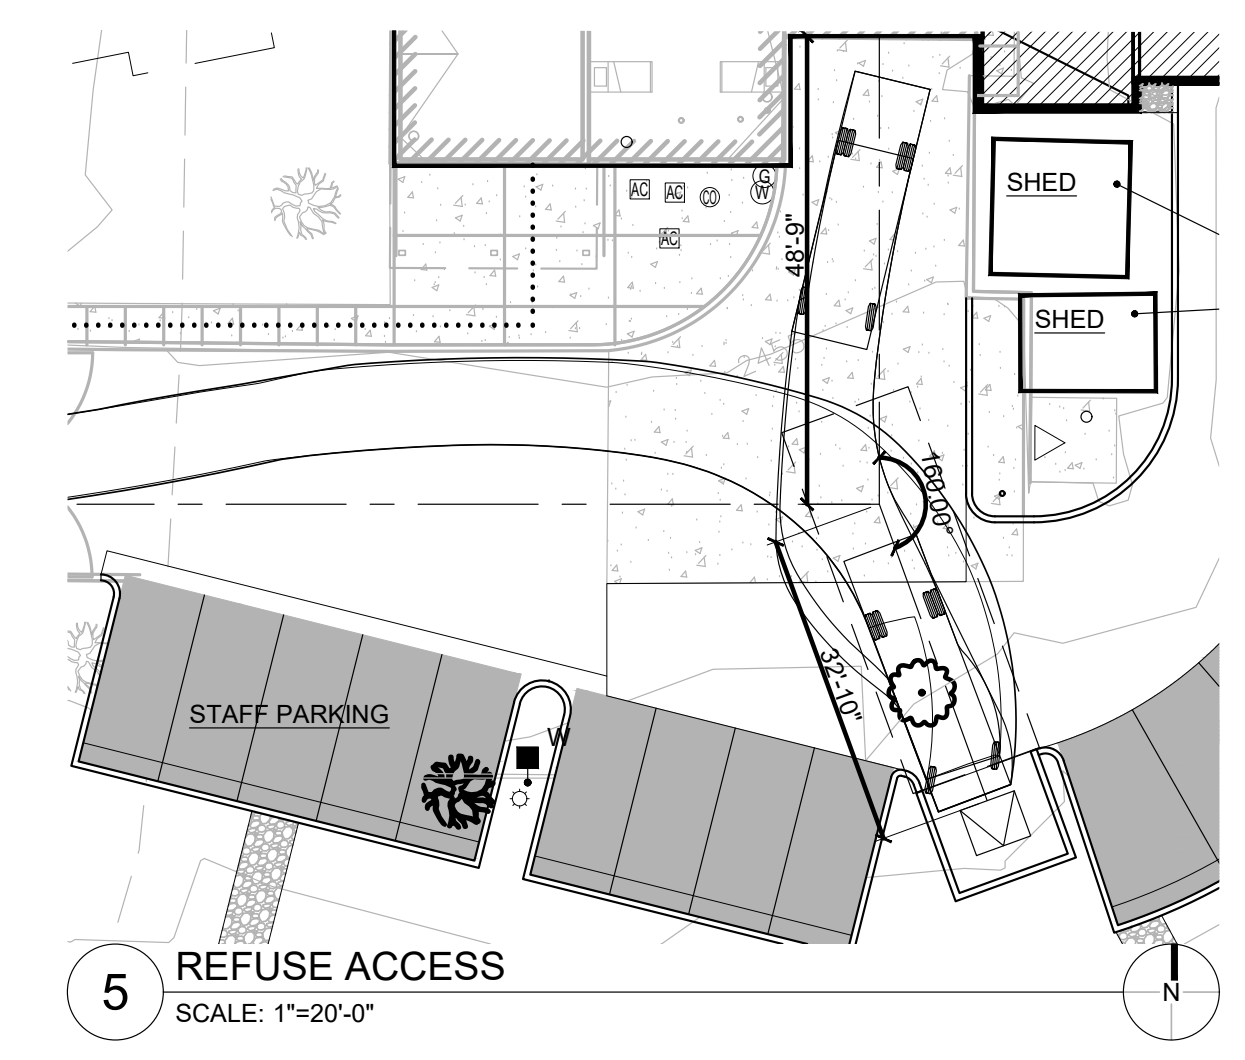 SHED
AC
AC
CO
G
W
AC
48'-9"
SHED
2455
160.00°
32'-10"
STAFF PARKING
W
5
REFUSE ACCESS
SCALE: 1"=20'-0"
N